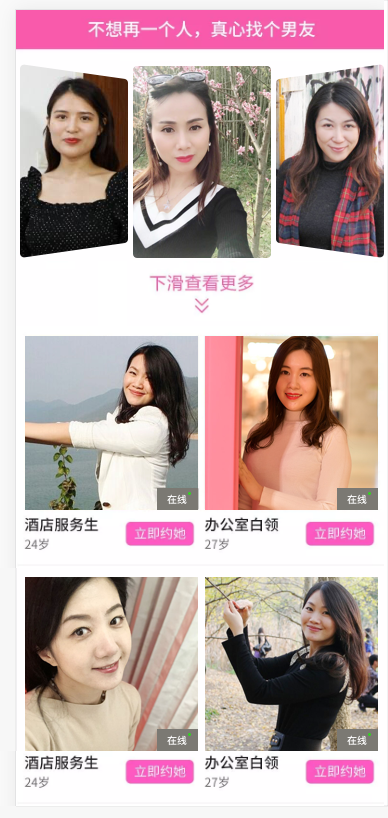 不想再一个人，真心找个男友
下滑查看更多
在线
在线
酒店服务生
24岁
立即约她
办公室白领
27岁
立即约她
在线
在线
酒店服务生
24岁
立即约她
办公室白领
27岁
立即约她